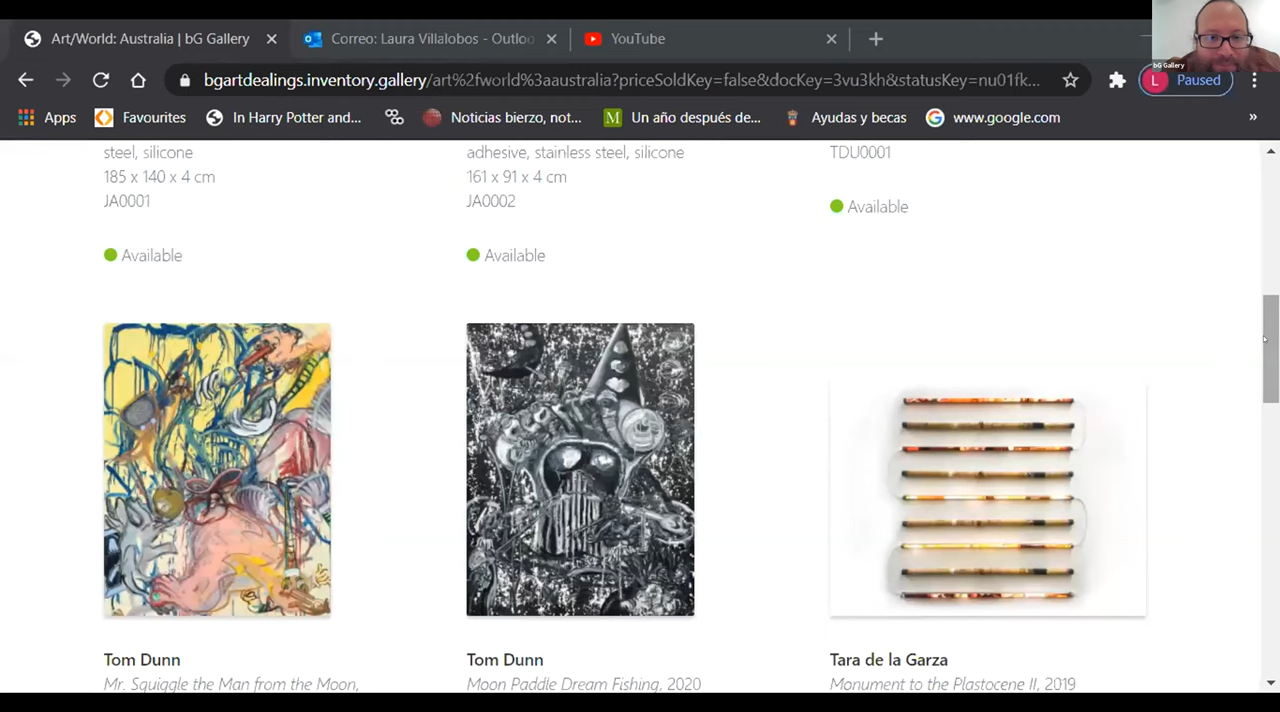 Art/World: Australia | bG Gallery
Correo: Laura Villalobos - Outloo
YouTube
bG Gallery
bgartdealings.inventory.gallery/art%2fworld%3aaustralia?priceSoldKey=false&docKey=3vu3kh&statusKey=nu01fk...
L Paused
Apps
Favourites
In Harry Potter and...
Noticias bierzo, not...
M Un año después de...
Ayudas y becas
www.google.com
steel, silicone
185 x 140 x 4 cm
JA0001
Available
adhesive, stainless steel, silicone
161 x 91 x 4 cm
JA0002
Available
TDU0001
Available
Tom Dunn
Mr. Squiggle the Man from the Moon,
Tom Dunn
Moon Paddle Dream Fishing, 2020
Tara de la Garza
Monument to the Plastocene II, 2019